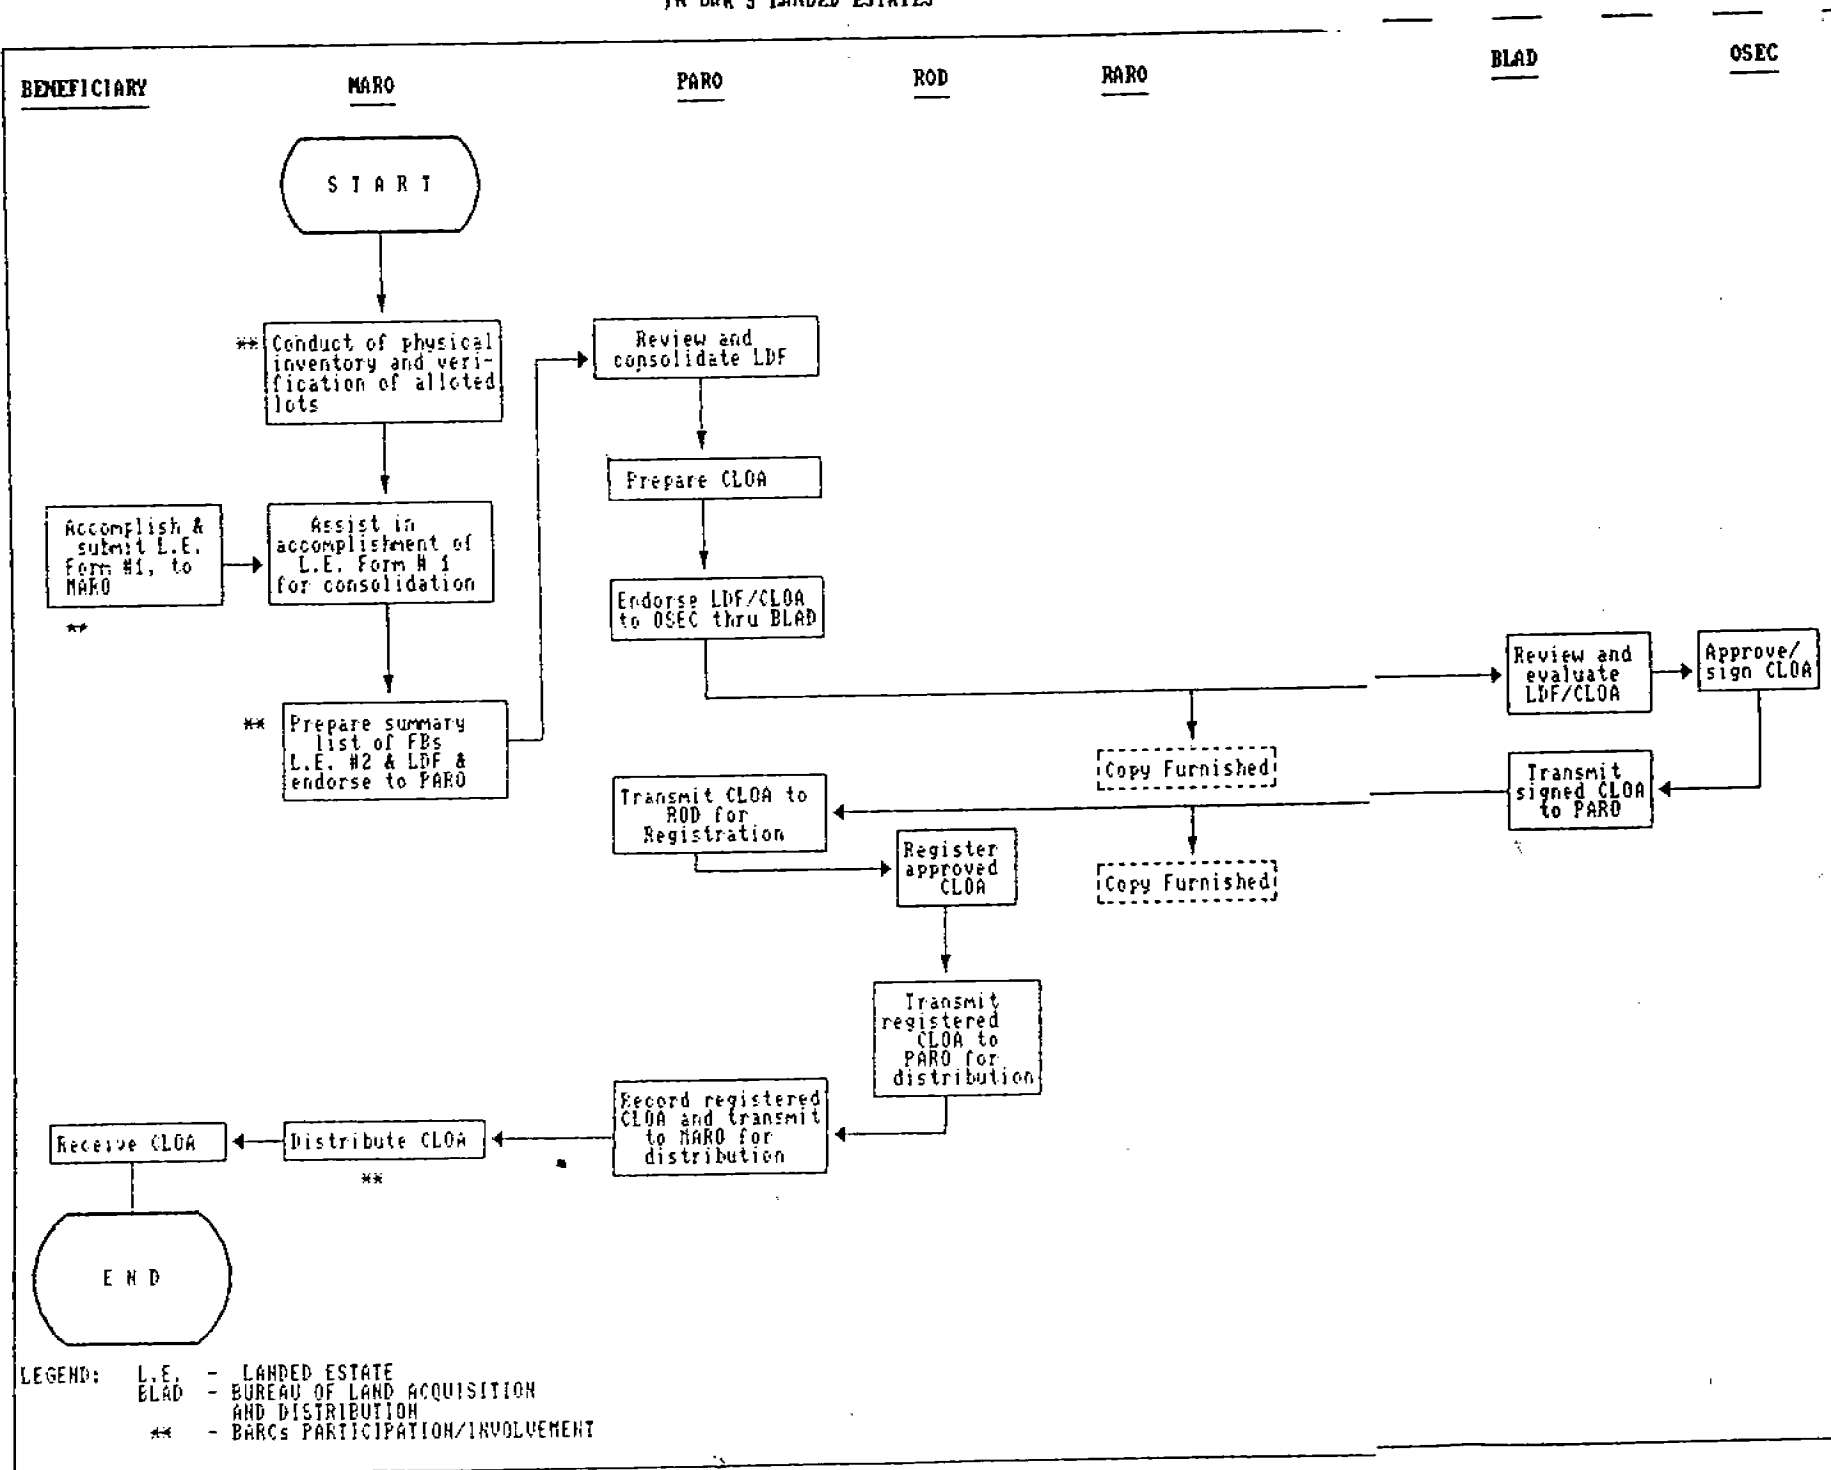 IN DAR'S LANDED ESTATES
BENEFICIARY
MARO
PARO
ROD
RARO
BLAD
OSEC
S T A R T
** Conduct of physical
inventory and veri-
fication of alloted
lots
Review and
consolidate LDF
Prepare CLOA
Accomplish &
submit L.E.
Form #1, to
MARO
**
Assist in
accomplishment of
L.E. Form # 1
for consolidation
Endorse LDF/CLOA
to OSEC thru BLAD
Review and
evaluate
LDF/CLOA
Approve/
sign CLOA
** Prepare summary
list of FBs
L.E. #2 & LDF &
endorse to PARO
Copy Furnished
Transmit
signed CLOA
to PARO
Transmit CLOA to
ROD for
Registration
Register
approved
CLOA
Copy Furnished
Transmit
registered
CLOA to
PARO for
distribution
Record registered
CLOA and transmit
to MARO for
distribution
Distribute CLOA
**
Receive CLOA
E N D
LEGEND: L.E. - LANDED ESTATE
BLAD - BUREAU OF LAND ACQUISITION
AND DISTRIBUTION
** - BARCs PARTICIPATION/INVOLVEMENT